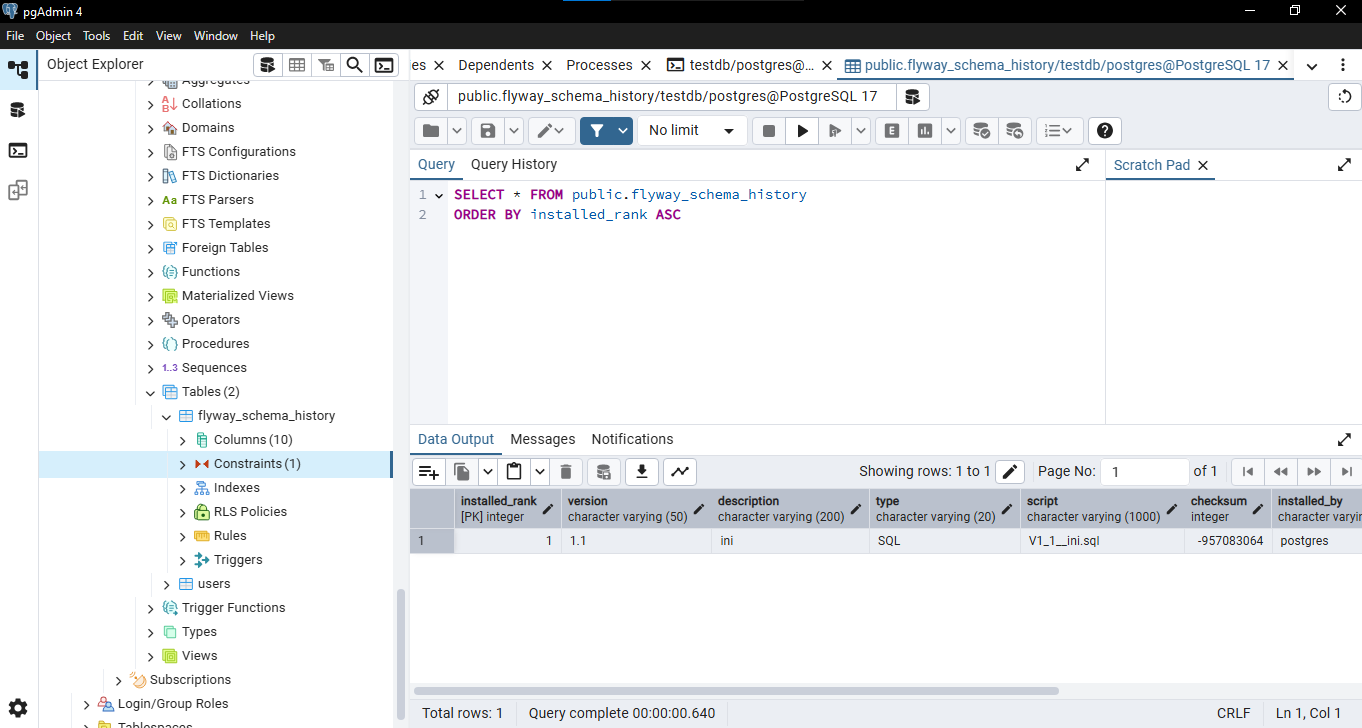 pgAdmin 4
File Object Tools Edit View Window Help
Object Explorer
es Dependents Processes testdb/postgres@... public.flyway_schema_history/testdb/postgres@PostgreSQL 17
public.flyway_schema_history/testdb/postgres@PostgreSQL 17
No limit
E
Query Query History
Scratch Pad
1 SELECT * FROM public.flyway_schema_history
2 ORDER BY installed_rank ASC
Aggregates
Collations
Domains
FTS Configurations
FTS Dictionaries
Aa FTS Parsers
FTS Templates
Foreign Tables
Functions
Materialized Views
Operators
Procedures
1..3 Sequences
Tables (2)
flyway_schema_history
Columns (10)
Constraints (1)
Indexes
RLS Policies
Rules
Triggers
users
Trigger Functions
Types
Views
Subscriptions
Login/Group Roles
Tablespaces
Data Output Messages Notifications
Showing rows: 1 to 1 Page No: 1 of 1
installed_rank version description type script checksum installed_by
[PK] integer character varying (50) character varying (200) character varying (20) character varying (1000) integer character varyin
1 1 1.1 ini SQL V1_1__ini.sql -957083064 postgres
Total rows: 1 Query complete 00:00:00.640 CRLF Ln 1, Col 1